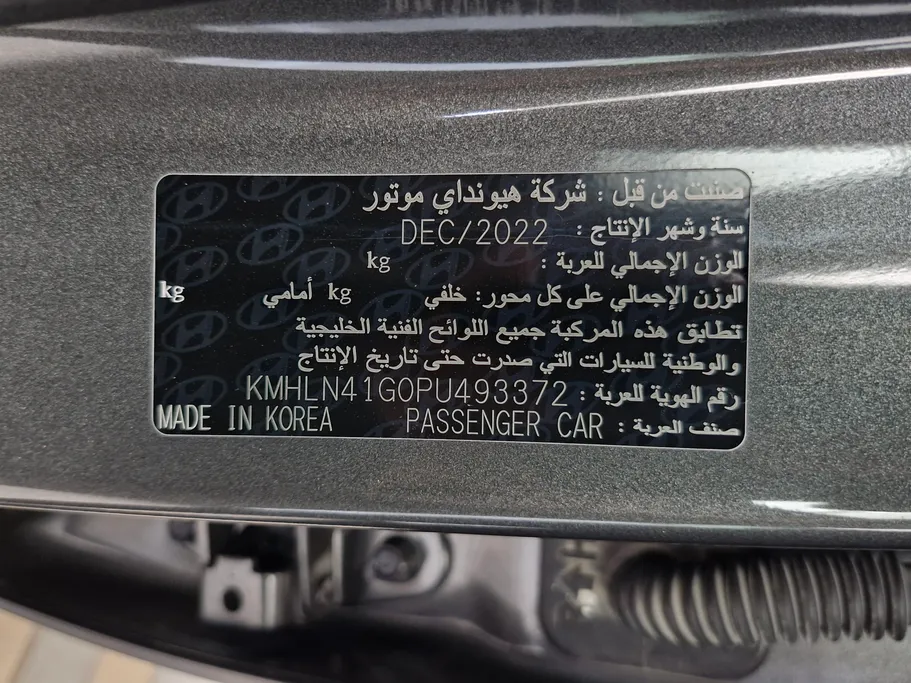 صنعت من قبل : شركة هيونداي موتور
سنة وشهر الإنتاج : DEC/2022
الوزن الإجمالي للعربة : kg
الوزن الإجمالي على كل محور: خلفي kg أمامي kg
تطابق هذه المركبة جميع اللوائح الفنية الخليجية
والوطنية للسيارات التي صدرت حتى تاريخ الإنتاج
رقم الهوية للعربة : KMHLN41G0PU493372
صنف العربة : PASSENGER CAR MADE IN KOREA